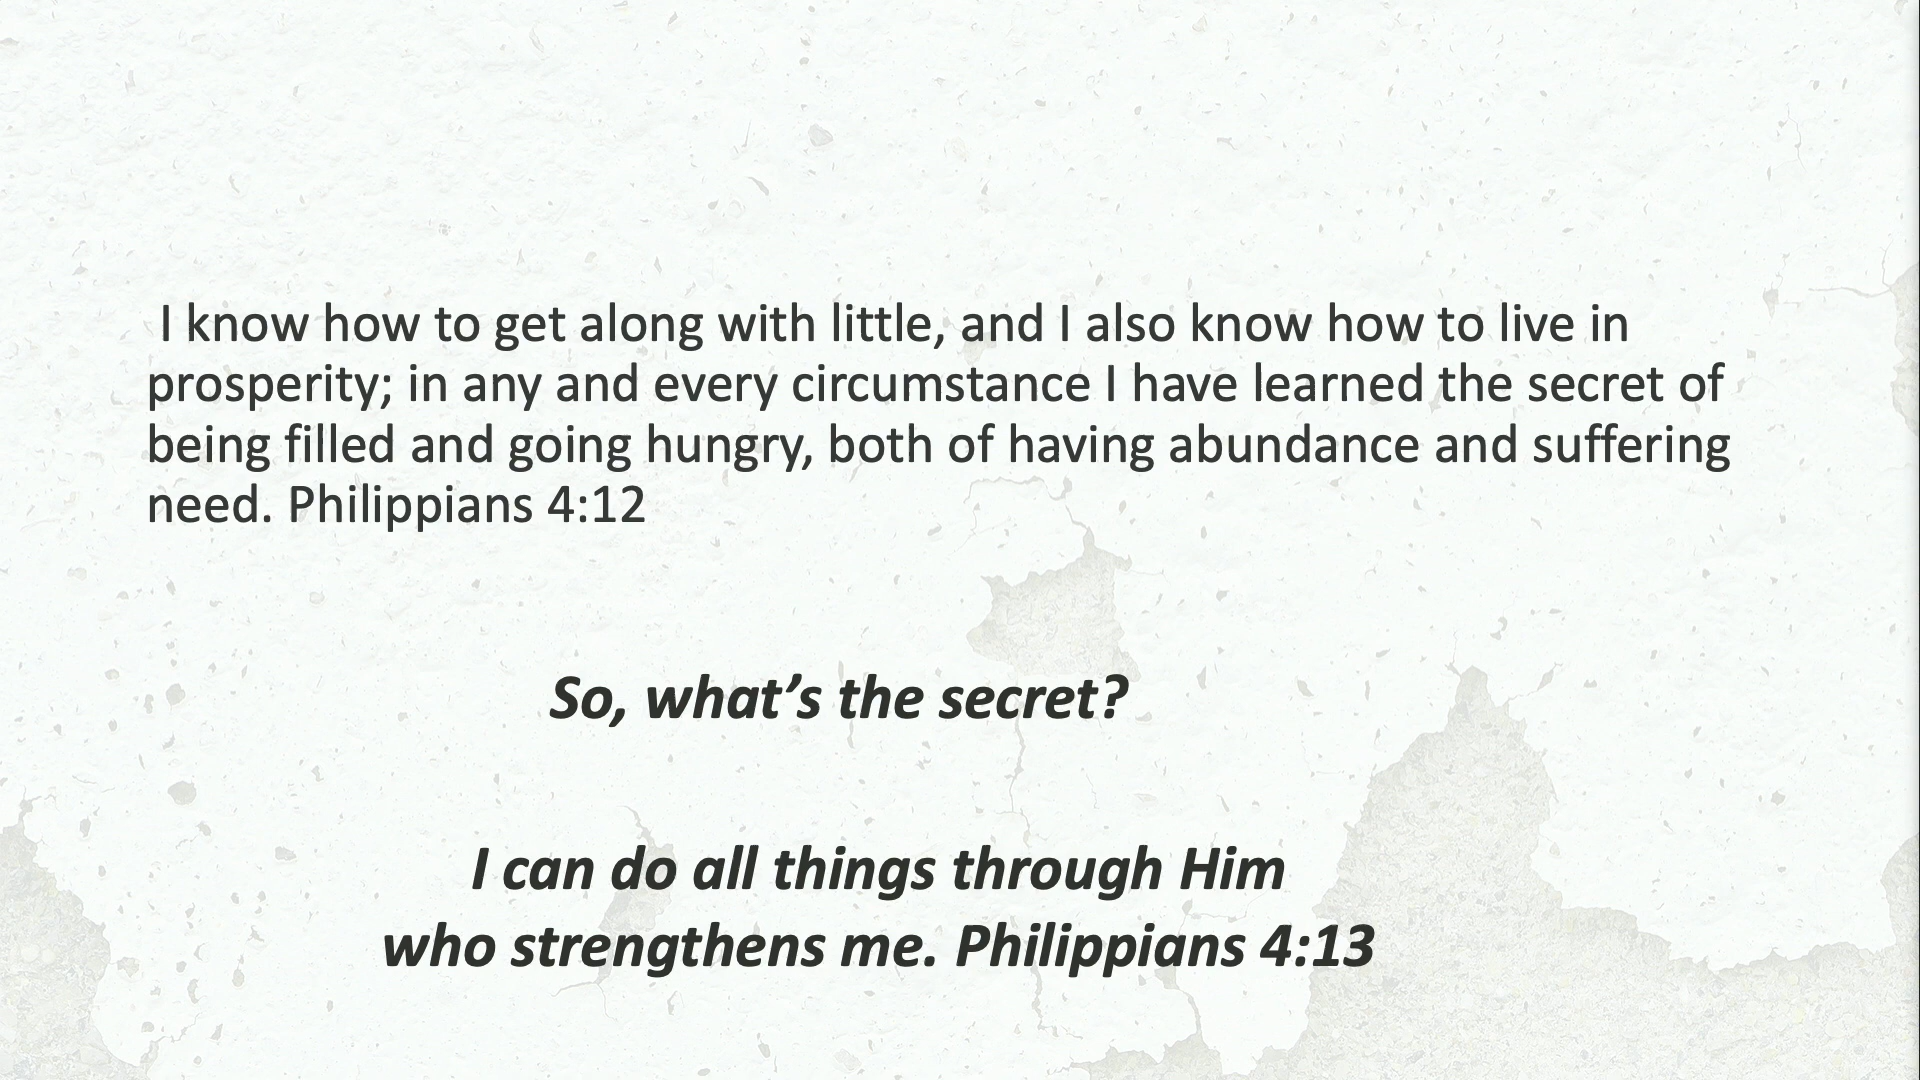 I know how to get along with little, and I also know how to live in
prosperity; in any and every circumstance I have learned the secret of
being filled and going hungry, both of having abundance and suffering
need. Philippians 4:12
So, what’s the secret?
I can do all things through Him
who strengthens me. Philippians 4:13